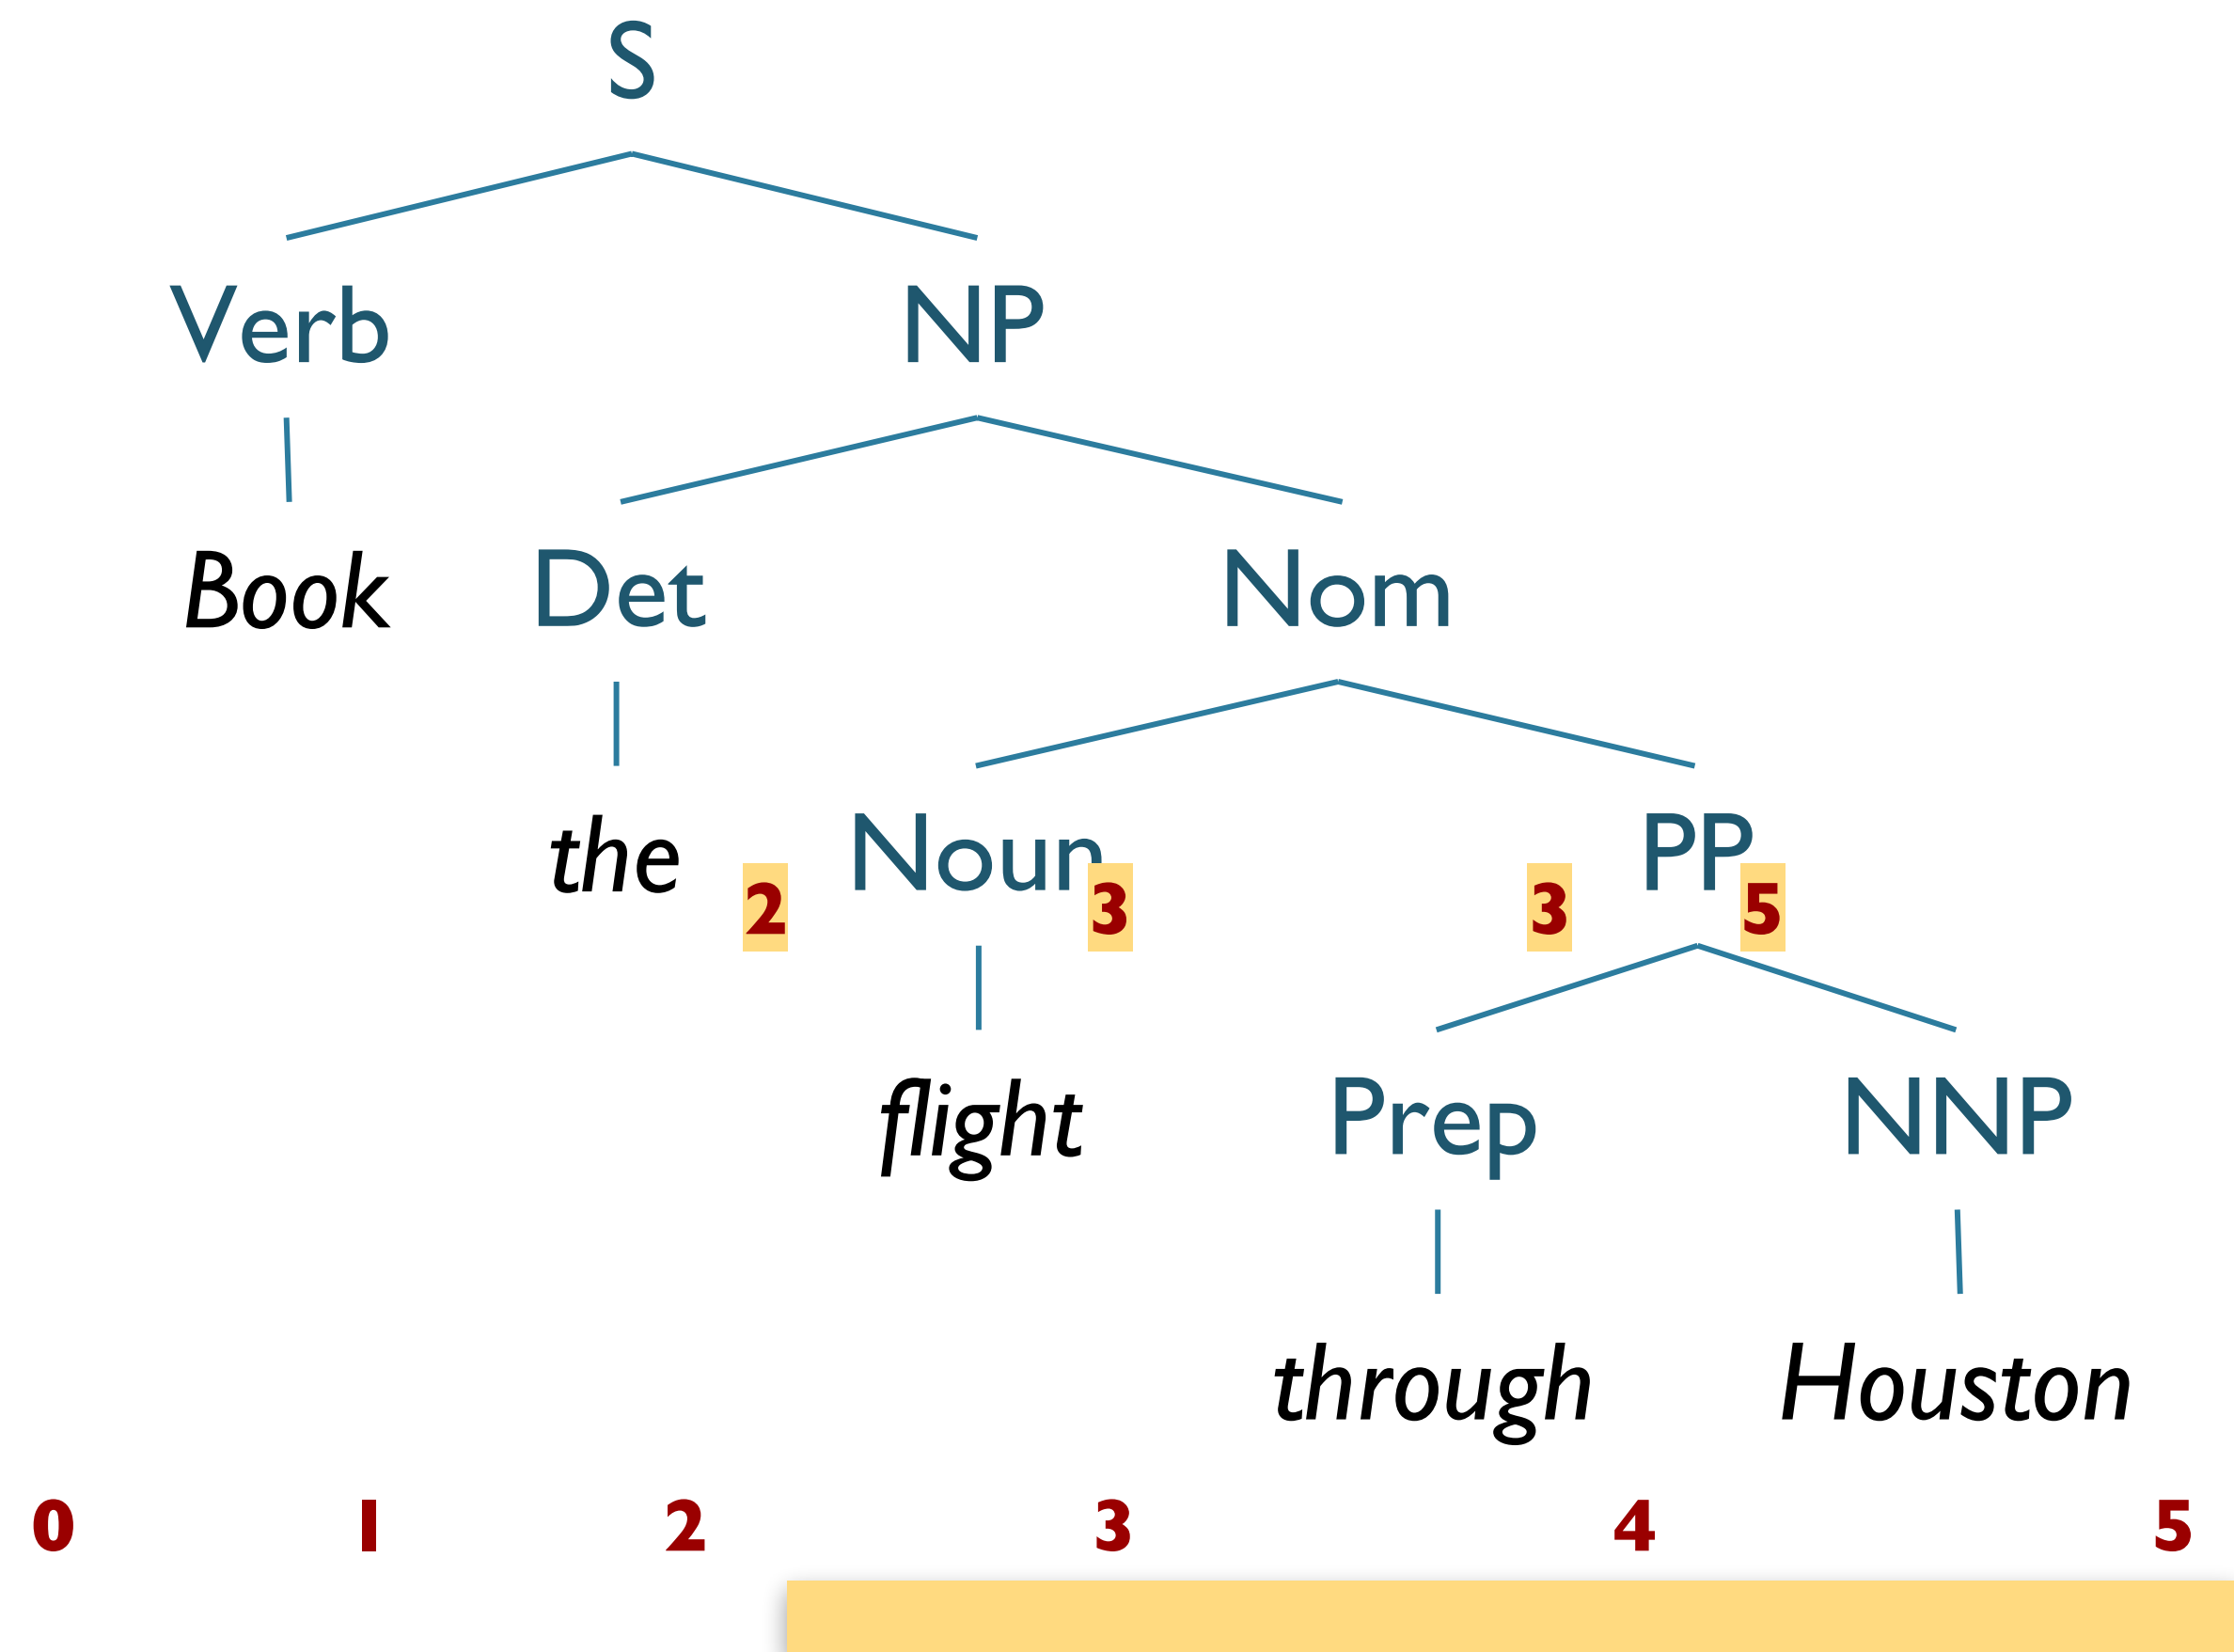 S
Verb NP
Book Det Nom
the Noun PP
2 3 3 5
flight Prep NNP
through Houston
0 1 2 3 4 5